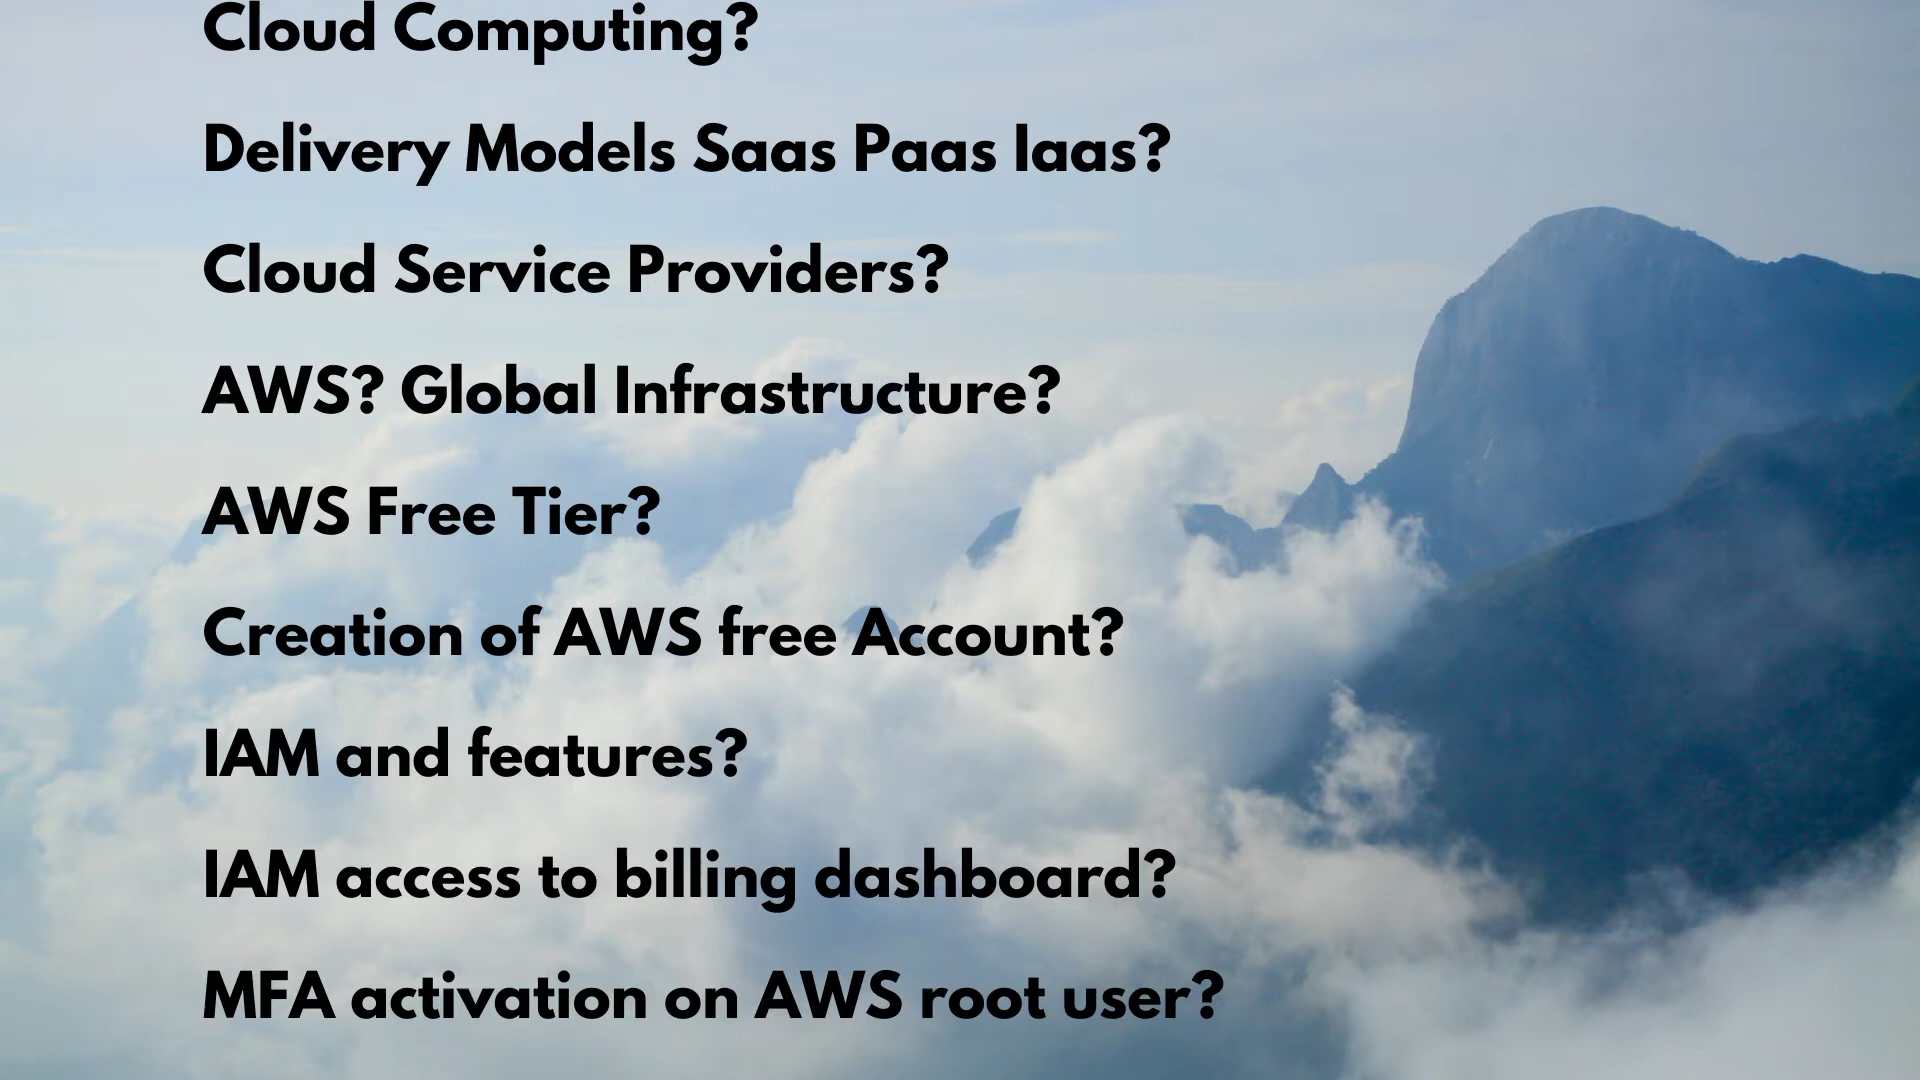 Cloud Computing?
Delivery Models Saas Paas Iaas?
Cloud Service Providers?
AWS? Global Infrastructure?
AWS Free Tier?
Creation of AWS free Account?
IAM and features?
IAM access to billing dashboard?
MFA activation on AWS root user?